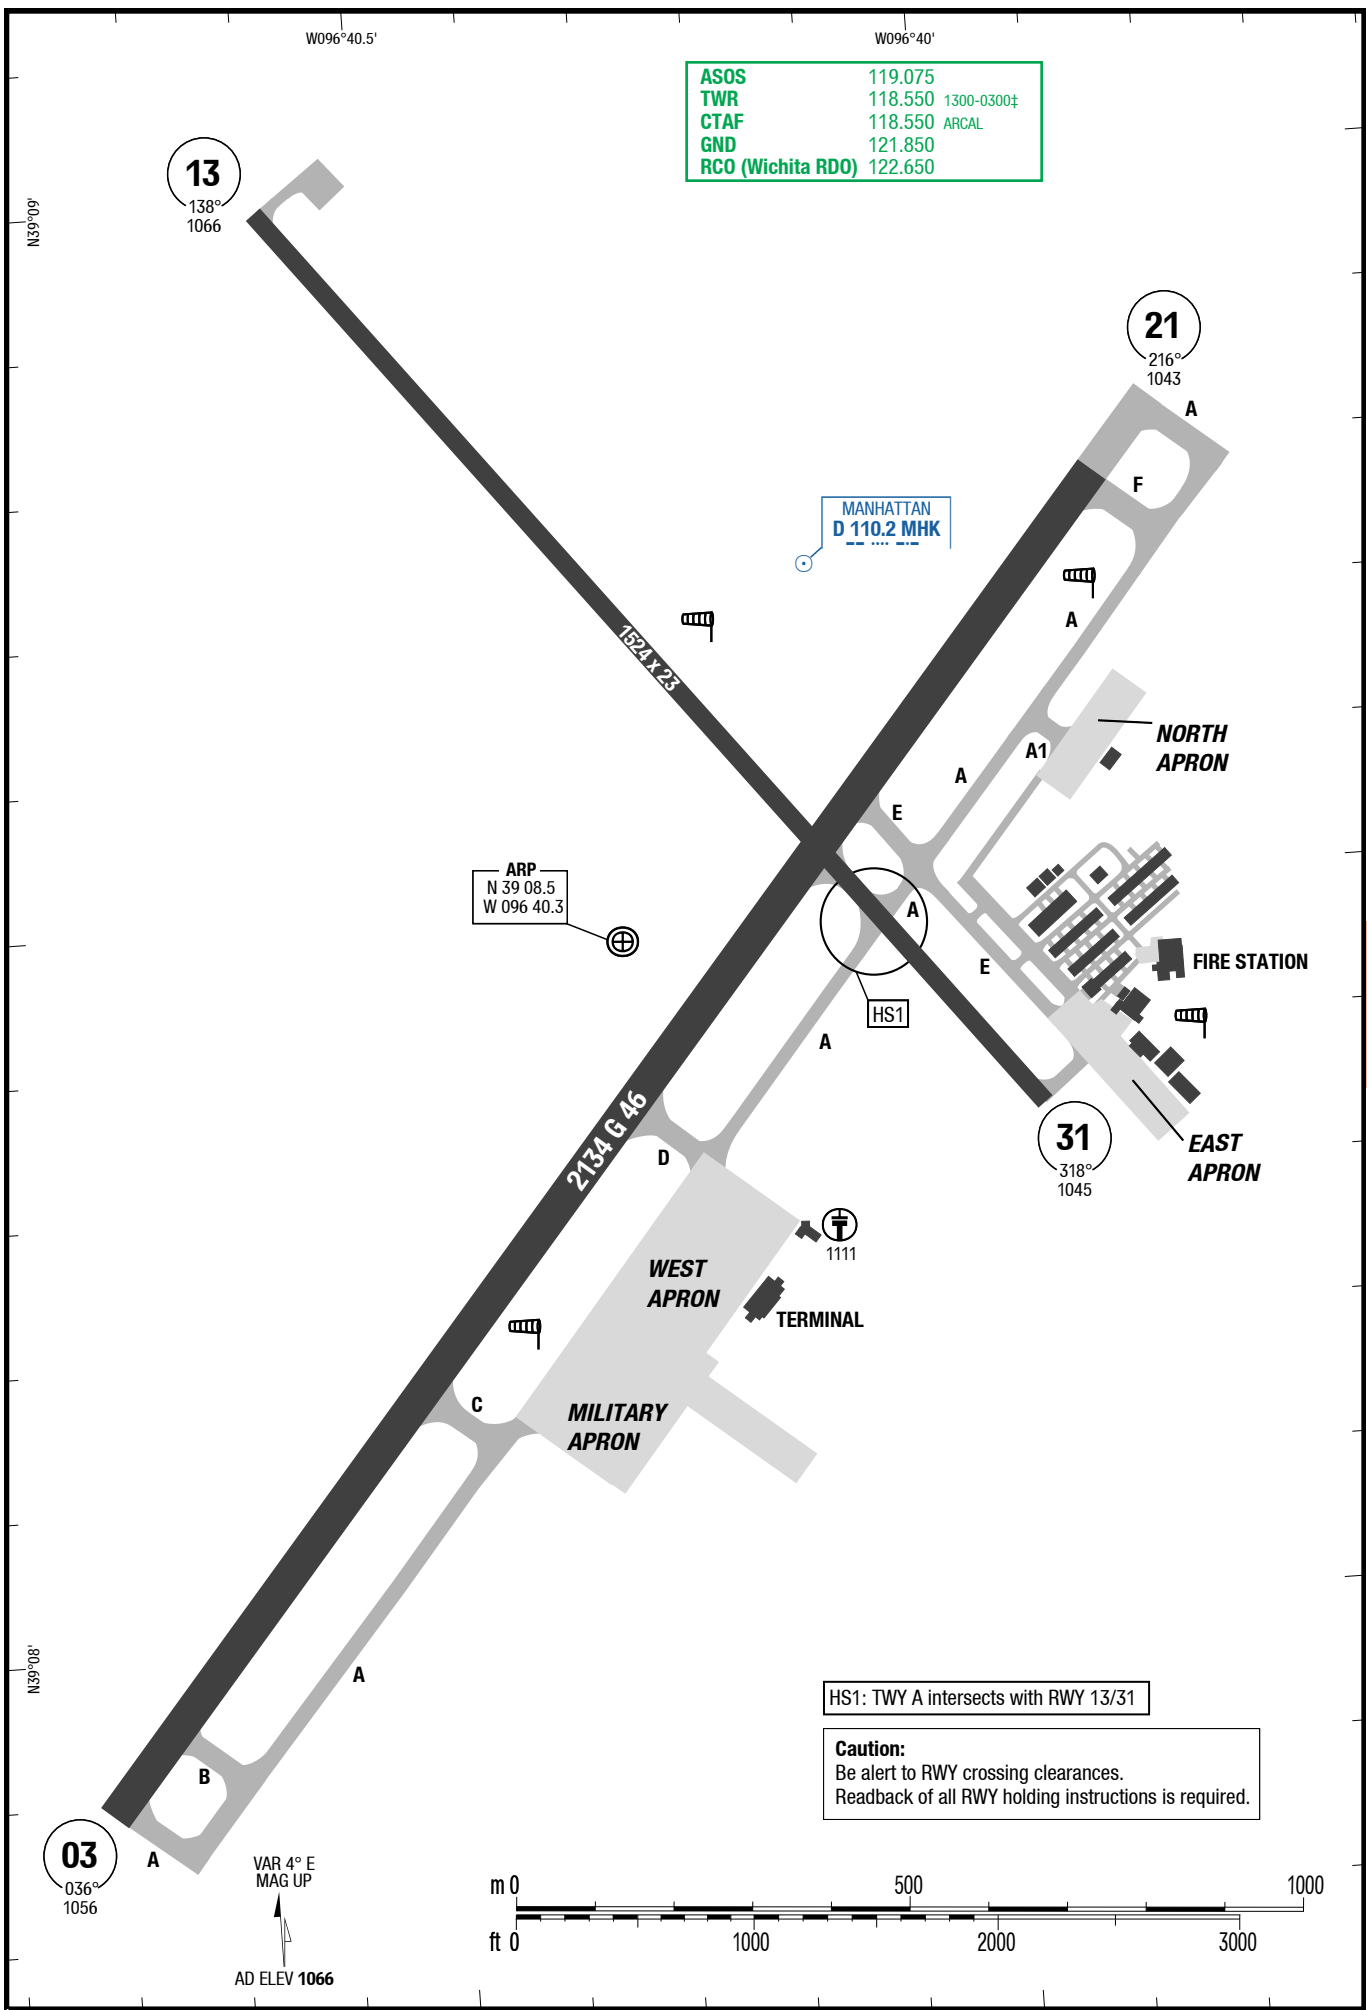 W096°40.5'
W096°40'
ASOS 119.075
TWR 118.550 1300-0300‡
CTAF 118.550 ARCAL
GND 121.850
RCO (Wichita RDO) 122.650
13
138°
1066
N39°09'
21
216°
1043
A
F
MANHATTAN
D 110.2 MHK
A
1524 x 23
NORTH
APRON
A1
A
E
ARP
N 39 08.5
W 096 40.3
A
E
FIRE STATION
HS1
A
2134 G 46
31
318°
1045
EAST
APRON
D
1111
WEST
APRON
TERMINAL
C
MILITARY
APRON
N39°08'
A
HS1: TWY A intersects with RWY 13/31
Caution:
Be alert to RWY crossing clearances.
Readback of all RWY holding instructions is required.
B
A
03
036°
1056
VAR 4° E
MAG UP
AD ELEV 1066
m 0 500 1000
ft 0 1000 2000 3000